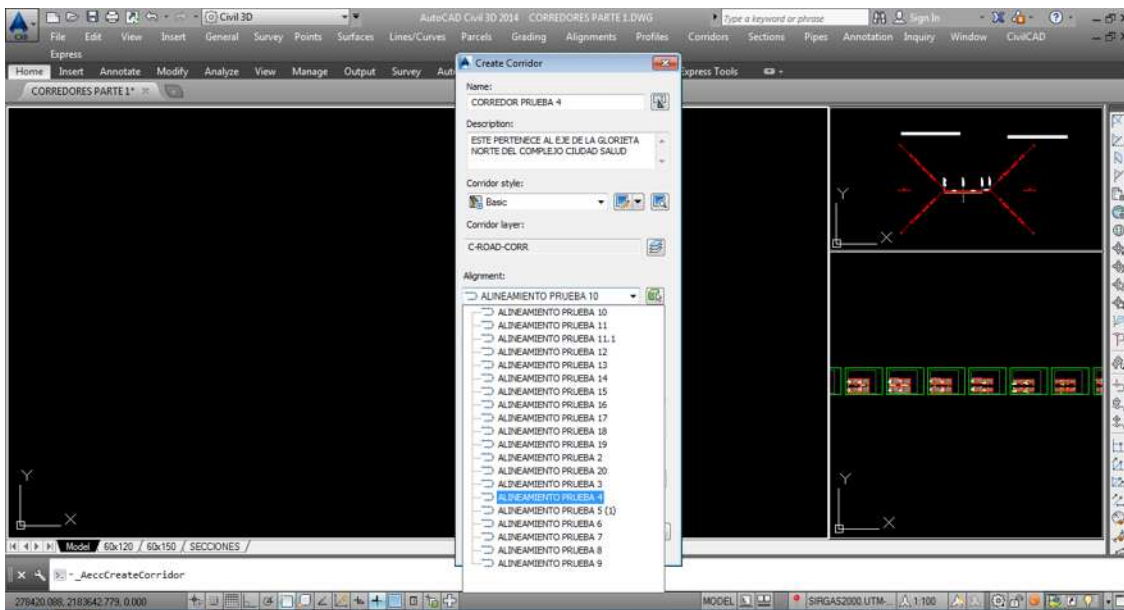 Civil 3D
AutoCAD Civil 3D 2014 CORREDORES PARTE 1.DWG
Type a keyword or phrase
Sign In
File Edit View Insert General Survey Points Surfaces Lines/Curves Parcels Grading Alignments Profiles Corridors Sections Pipes Annotation Inquiry Window CivilCAD
Express
Home Insert Annotate Modify Analyze View Manage Output Survey Express Tools
CORREDORES PARTE 1*
Create Corridor
Name:
CORREDOR PRUEBA 4
Description:
ESTE PERTENECE AL EJE DE LA GLORIETA
NORTE DEL COMPLEJO CIUDAD SALUD
Corridor style:
Basic
Corridor layer:
C-ROAD-CORR
Alignment:
ALINEAMIENTO PRUEBA 10
ALINEAMIENTO PRUEBA 10
ALINEAMIENTO PRUEBA 11
ALINEAMIENTO PRUEBA 11.1
ALINEAMIENTO PRUEBA 12
ALINEAMIENTO PRUEBA 13
ALINEAMIENTO PRUEBA 14
ALINEAMIENTO PRUEBA 15
ALINEAMIENTO PRUEBA 16
ALINEAMIENTO PRUEBA 17
ALINEAMIENTO PRUEBA 18
ALINEAMIENTO PRUEBA 19
ALINEAMIENTO PRUEBA 2
ALINEAMIENTO PRUEBA 20
ALINEAMIENTO PRUEBA 3
ALINEAMIENTO PRUEBA 4
ALINEAMIENTO PRUEBA 5 (1)
ALINEAMIENTO PRUEBA 6
ALINEAMIENTO PRUEBA 7
ALINEAMIENTO PRUEBA 8
ALINEAMIENTO PRUEBA 9
Y
X
Y
X
Y
X
Model 60x120 60x150 SECCIONES
_AeccCreateCorridor
278420.088, 2183642.779, 0.000
MODEL
SIRGAS2000.UTM-...
1:100